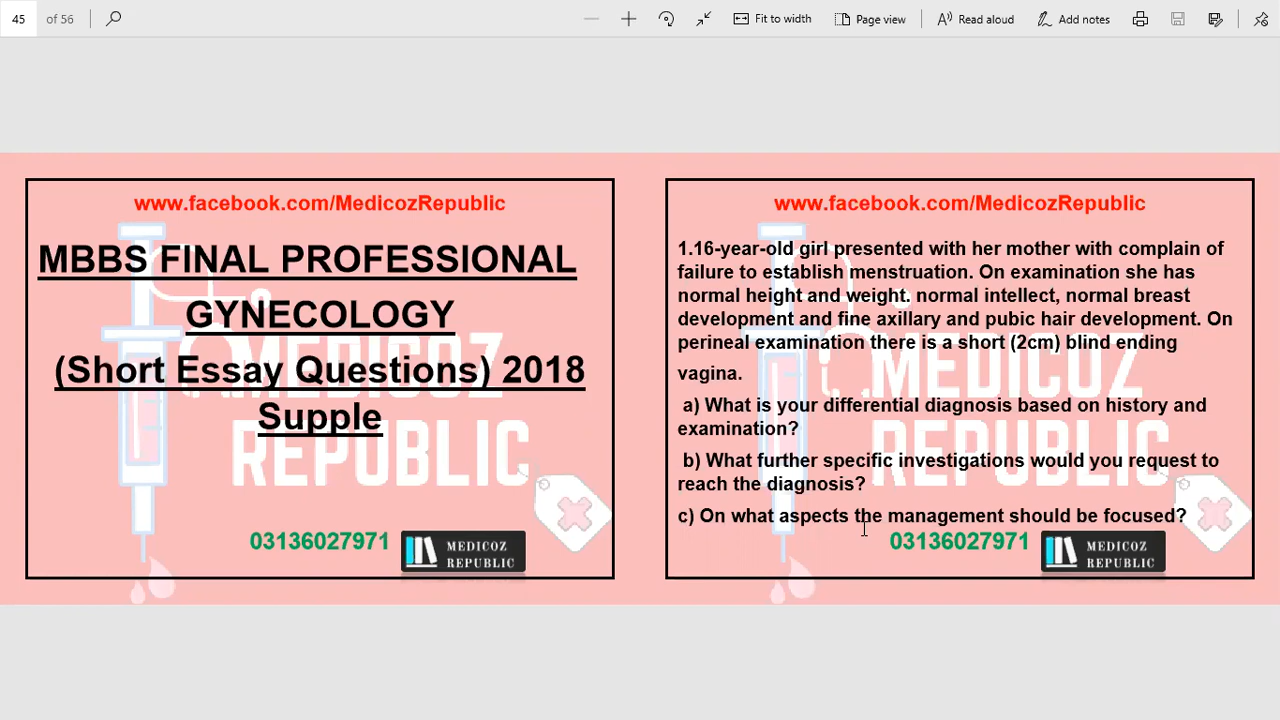 45 of 56
Fit to width
Page view
Read aloud
Add notes
www.facebook.com/MedicozRepublic
MBBS FINAL PROFESSIONAL
GYNECOLOGY
(Short Essay Questions) 2018
Supple
MEDICOZ
REPUBLIC
03136027971
MEDICOZ
REPUBLIC
www.facebook.com/MedicozRepublic
1.16-year-old girl presented with her mother with complain of
failure to establish menstruation. On examination she has
normal height and weight. normal intellect, normal breast
development and fine axillary and pubic hair development. On
perineal examination there is a short (2cm) blind ending
vagina.
a) What is your differential diagnosis based on history and
examination?
b) What further specific investigations would you request to
reach the diagnosis?
c) On what aspects the management should be focused?
MEDICOZ
REPUBLIC
03136027971
MEDICOZ
REPUBLIC